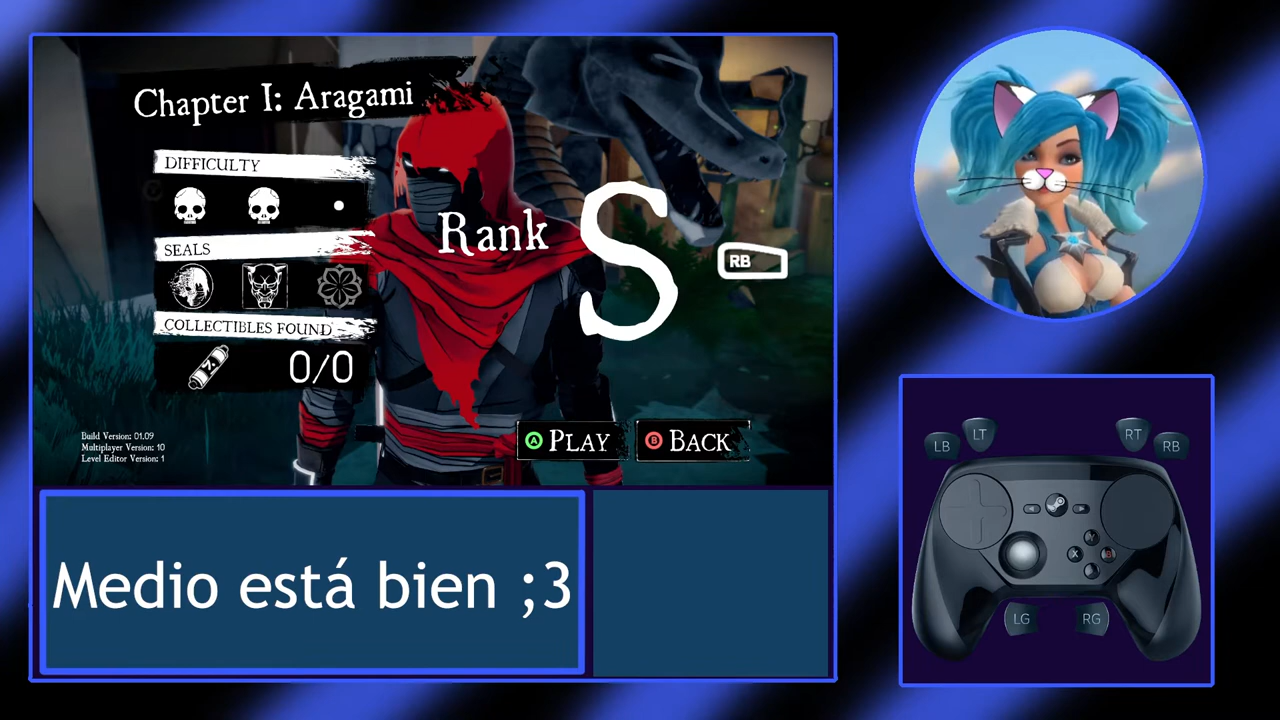 Chapter I: Aragami
DIFFICULTY
SEALS
COLLECTIBLES FOUND
0/0
Rank S
RB
Build Version: 01.09
Multiplayer Version: 10
Level Editor Version: 1
A PLAY
B BACK
Medio está bien ;3
LB
LT
RT
RB
Y
X
B
LG
RG